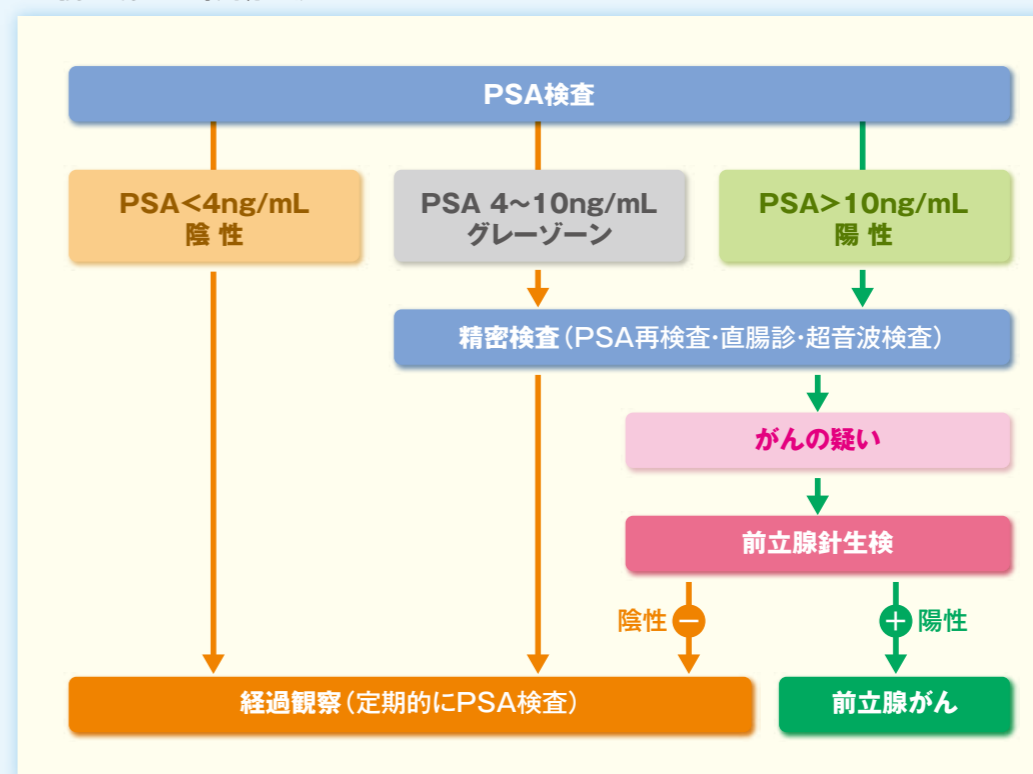 PSA検査
PSA<4ng/mL
陰 性
PSA 4~10ng/mL
グレーゾーン
PSA>10ng/mL
陽 性
精密検査(PSA再検査・直腸診・超音波検査)
がんの疑い
前立腺針生検
陰性 −
+ 陽性
経過観察(定期的にPSA検査)
前立腺がん